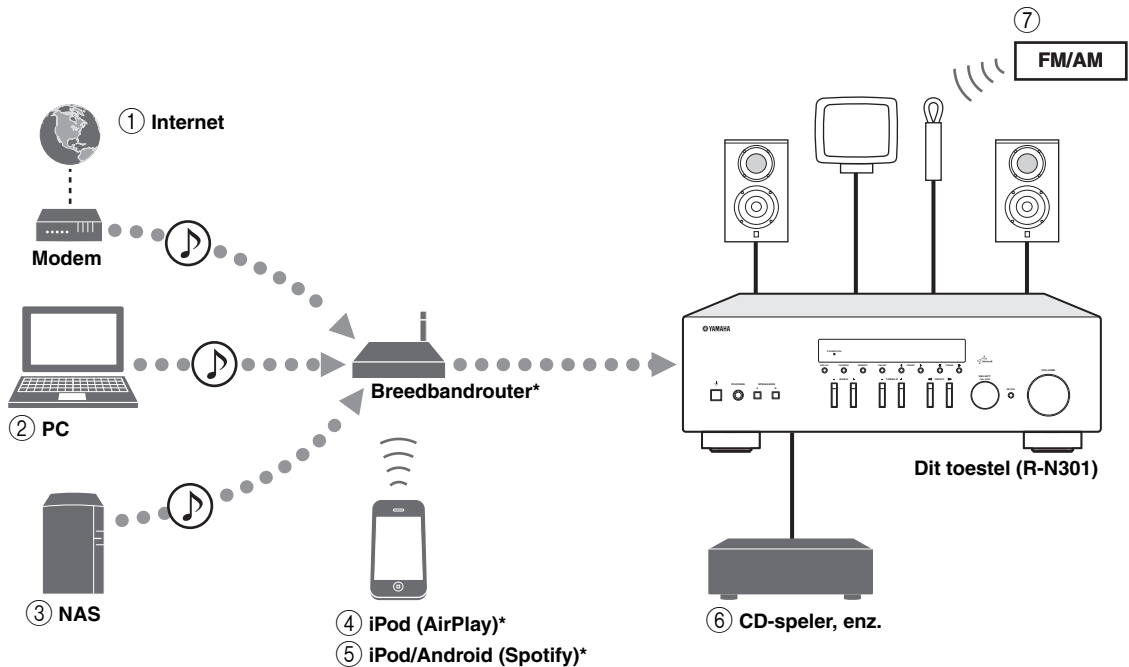 ⑦
FM/AM
① Internet
Modem
② PC
Breedbandrouter*
③ NAS
④ iPod (AirPlay)*
⑤ iPod/Android (Spotify)*
YAMAHA
Dit toestel (R-N301)
⑥ CD-speler, enz.